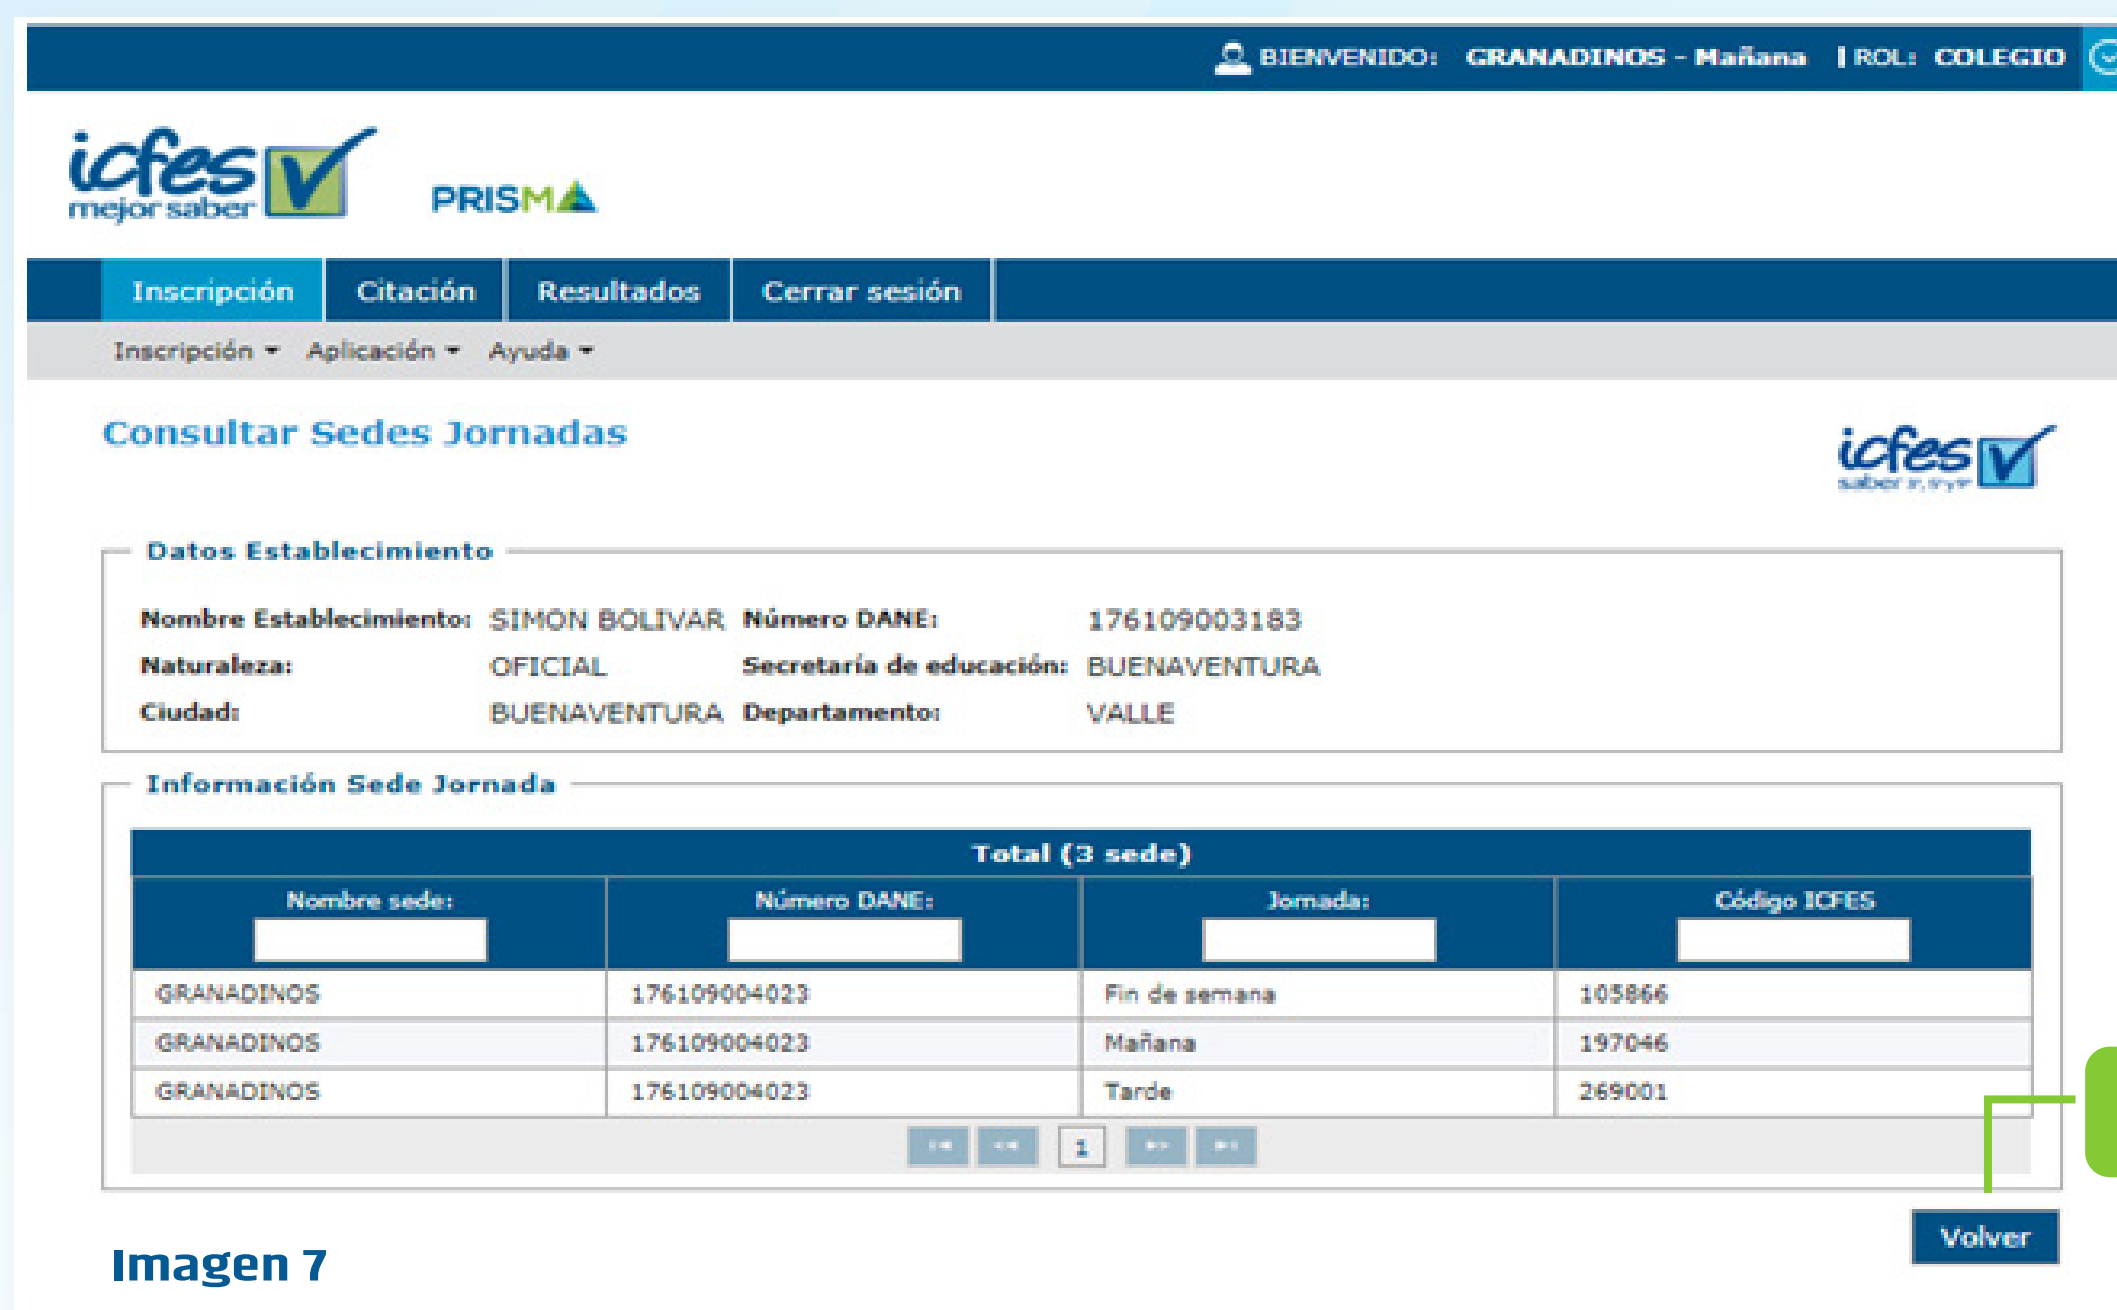 BIENVENIDO: GRANADINOS - Mañana | ROL: COLEGIO
icfes
mejor saber
PRISMA
Inscripción Citación Resultados Cerrar sesión
Inscripción Aplicación Ayuda
Consultar Sedes Jornadas
icfes
saber
Datos Establecimiento
Nombre Establecimiento: SIMON BOLIVAR Número DANE: 176109003183
Naturaleza: OFICIAL Secretaría de educación: BUENAVENTURA
Ciudad: BUENAVENTURA Departamento: VALLE
Información Sede Jornada
Total (3 sede)
Nombre sede: Número DANE: Jornada: Código ICFES
GRANADINOS 176109004023 Fin de semana 105866
GRANADINOS 176109004023 Mañana 197046
GRANADINOS 176109004023 Tarde 269001
1
Volver
Imagen 7